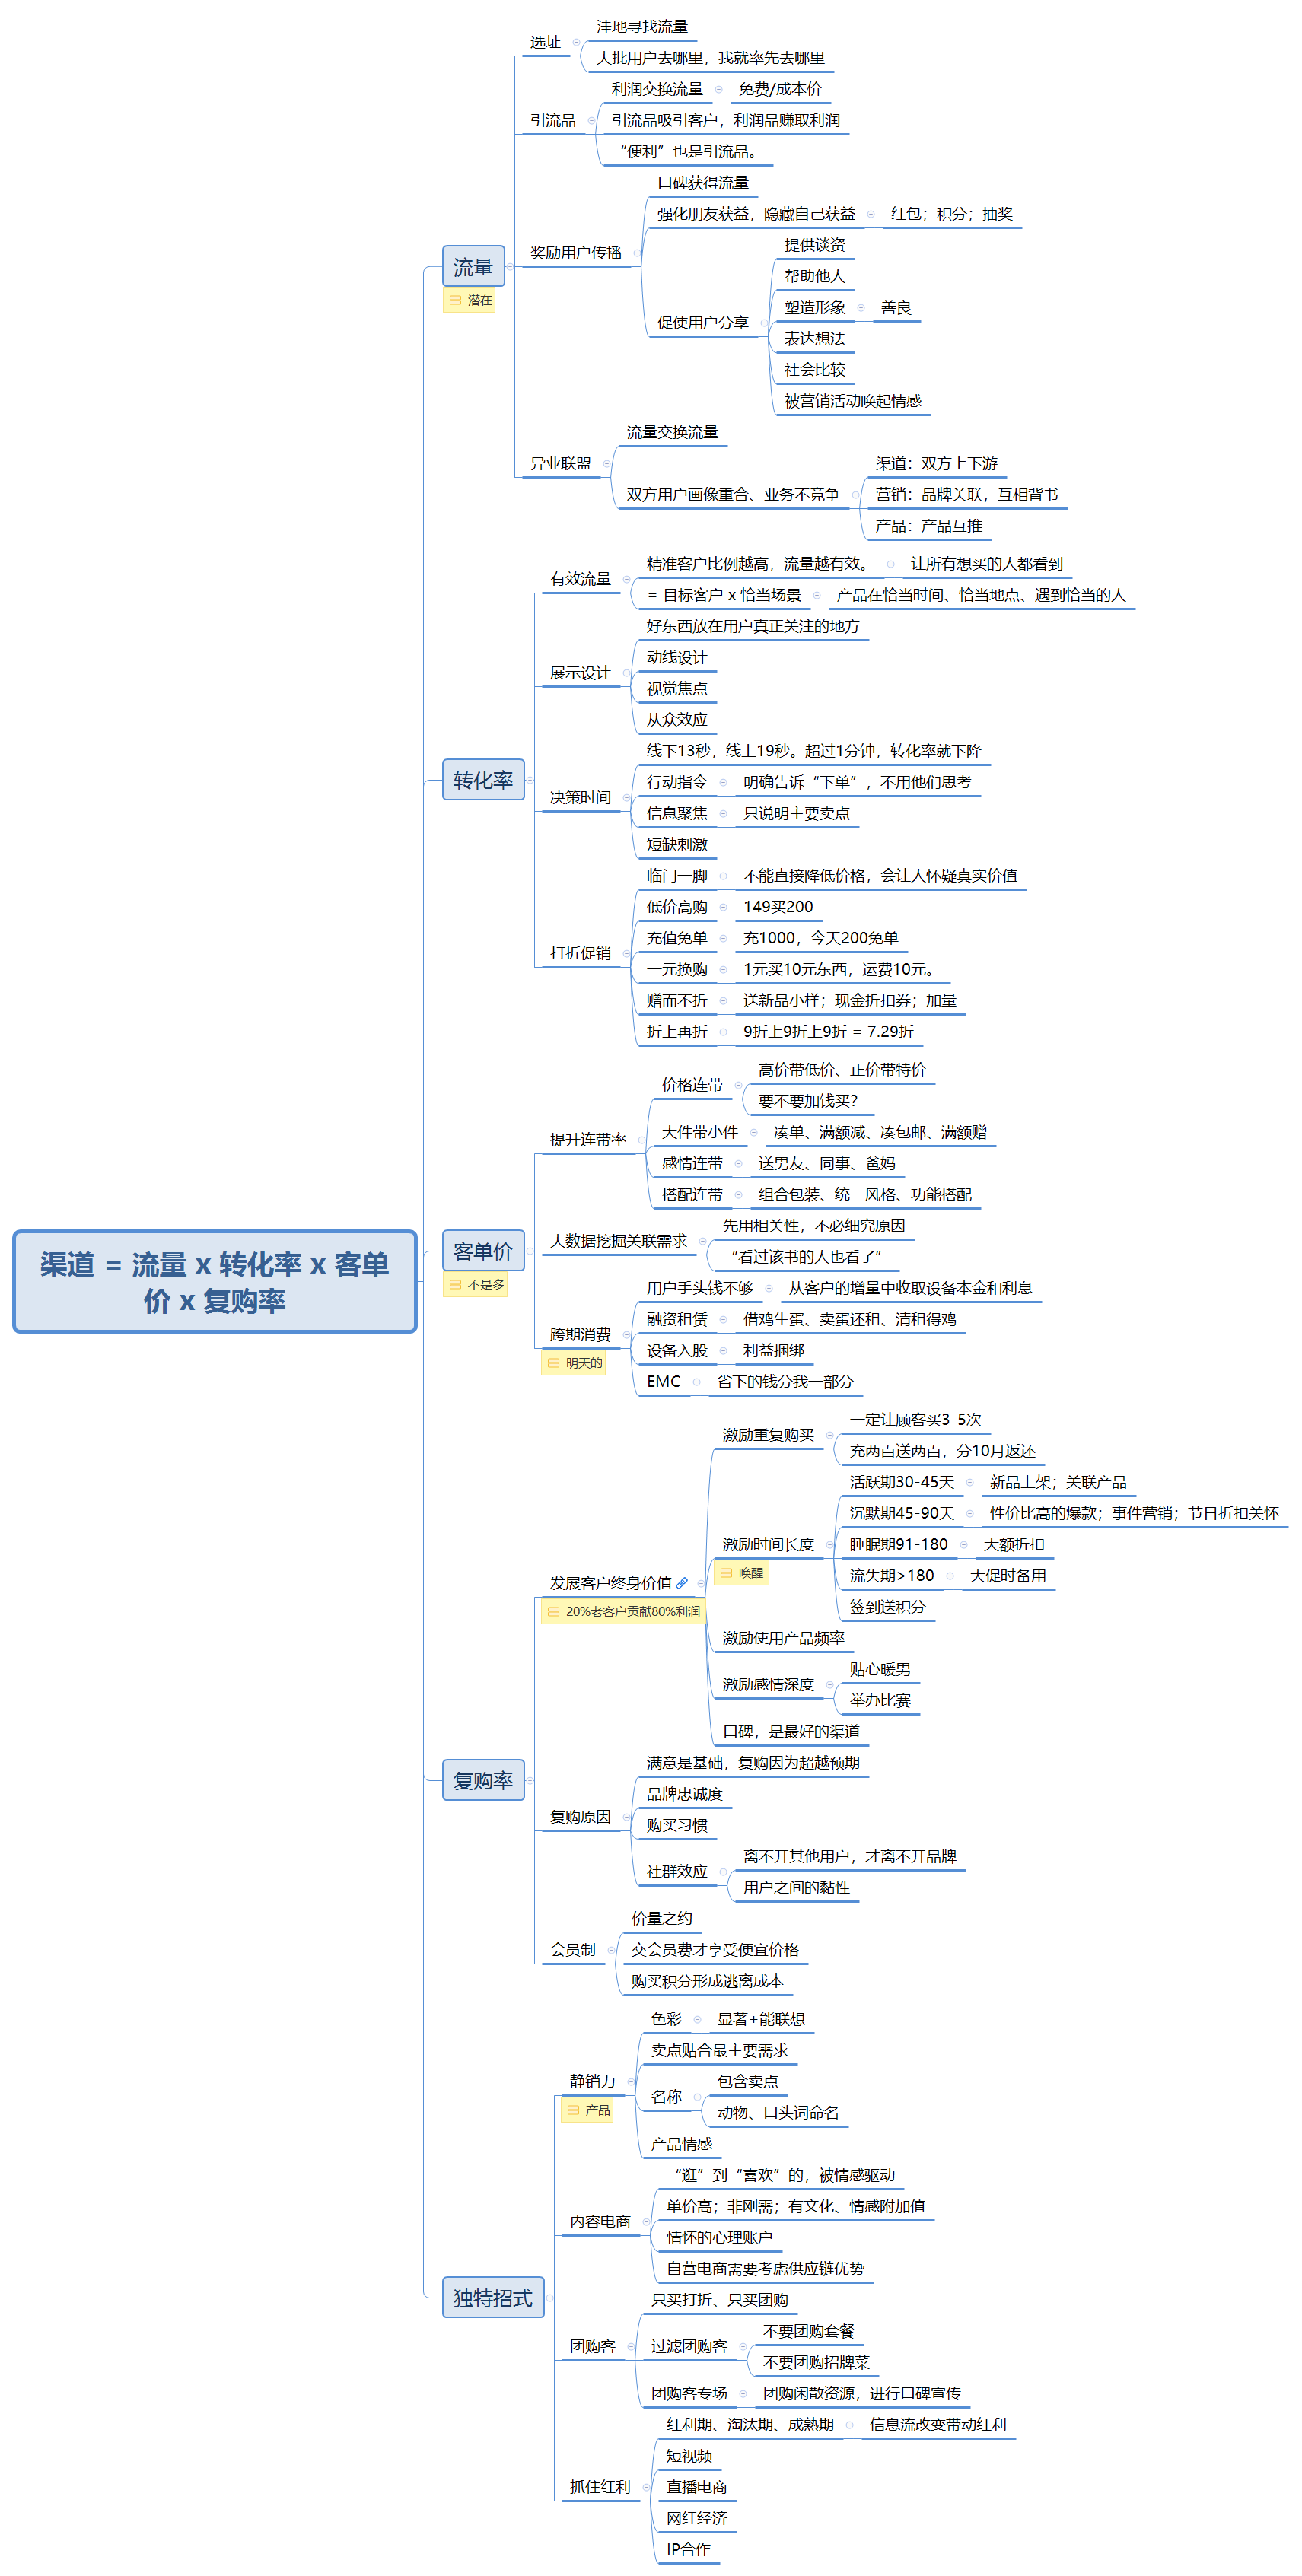 渠道 = 流量 x 转化率 x 客单
价 x 复购率
流量
潜在
选址
洼地寻找流量
大批用户去哪里，我就率先去哪里
引流品
利润交换流量
免费/成本价
引流品吸引客户，利润品赚取利润
“便利”也是引流品。
奖励用户传播
口碑获得流量
强化朋友获益，隐藏自己获益
红包；积分；抽奖
促使用户分享
提供谈资
帮助他人
塑造形象
善良
表达想法
社会比较
被营销活动唤起情感
异业联盟
流量交换流量
双方用户画像重合、业务不竞争
渠道：双方上下游
营销：品牌关联，互相背书
产品：产品互推
转化率
有效流量
精准客户比例越高，流量越有效。
让所有想买的人都看到
= 目标客户 x 恰当场景
产品在恰当时间、恰当地点、遇到恰当的人
展示设计
好东西放在用户真正关注的地方
动线设计
视觉焦点
从众效应
决策时间
线下13秒，线上19秒。超过1分钟，转化率就下降
行动指令
明确告诉“下单”，不用他们思考
信息聚焦
只说明主要卖点
短缺刺激
打折促销
临门一脚
不能直接降低价格，会让人怀疑真实价值
低价高购
149买200
充值免单
充1000，今天200免单
一元换购
1元买10元东西，运费10元。
赠而不折
送新品小样；现金折扣券；加量
折上再折
9折上9折上9折 = 7.29折
客单价
不是多
提升连带率
价格连带
高价带低价、正价带特价
要不要加钱买？
大件带小件
凑单、满额减、凑包邮、满额赠
感情连带
送男友、同事、爸妈
搭配连带
组合包装、统一风格、功能搭配
大数据挖掘关联需求
先用相关性，不必细究原因
“看过该书的人也看了”
跨期消费
明天的
用户手头钱不够
从客户的增量中收取设备本金和利息
融资租赁
借鸡生蛋、卖蛋还租、清租得鸡
设备入股
利益捆绑
EMC
省下的钱分我一部分
复购率
发展客户终身价值
20%老客户贡献80%利润
激励重复购买
一定让顾客买3-5次
充两百送两百，分10月返还
激励时间长度
唤醒
活跃期30-45天
新品上架；关联产品
沉默期45-90天
性价比高的爆款；事件营销；节日折扣关怀
睡眠期91-180
大额折扣
流失期>180
大促时备用
签到送积分
激励使用产品频率
激励感情深度
贴心暖男
举办比赛
口碑，是最好的渠道
复购原因
满意是基础，复购因为超越预期
品牌忠诚度
购买习惯
社群效应
离不开其他用户，才离不开品牌
用户之间的黏性
会员制
价量之约
交会员费才享受便宜价格
购买积分形成逃离成本
独特招式
静销力
产品
色彩
显著+能联想
卖点贴合最主要需求
名称
包含卖点
动物、口头词命名
产品情感
内容电商
“逛”到“喜欢”的，被情感驱动
单价高；非刚需；有文化、情感附加值
情怀的心理账户
自营电商需要考虑供应链优势
团购客
只买打折、只买团购
过滤团购客
不要团购套餐
不要团购招牌菜
团购客专场
团购闲散资源，进行口碑宣传
抓住红利
红利期、淘汰期、成熟期
信息流改变带动红利
短视频
直播电商
网红经济
IP合作